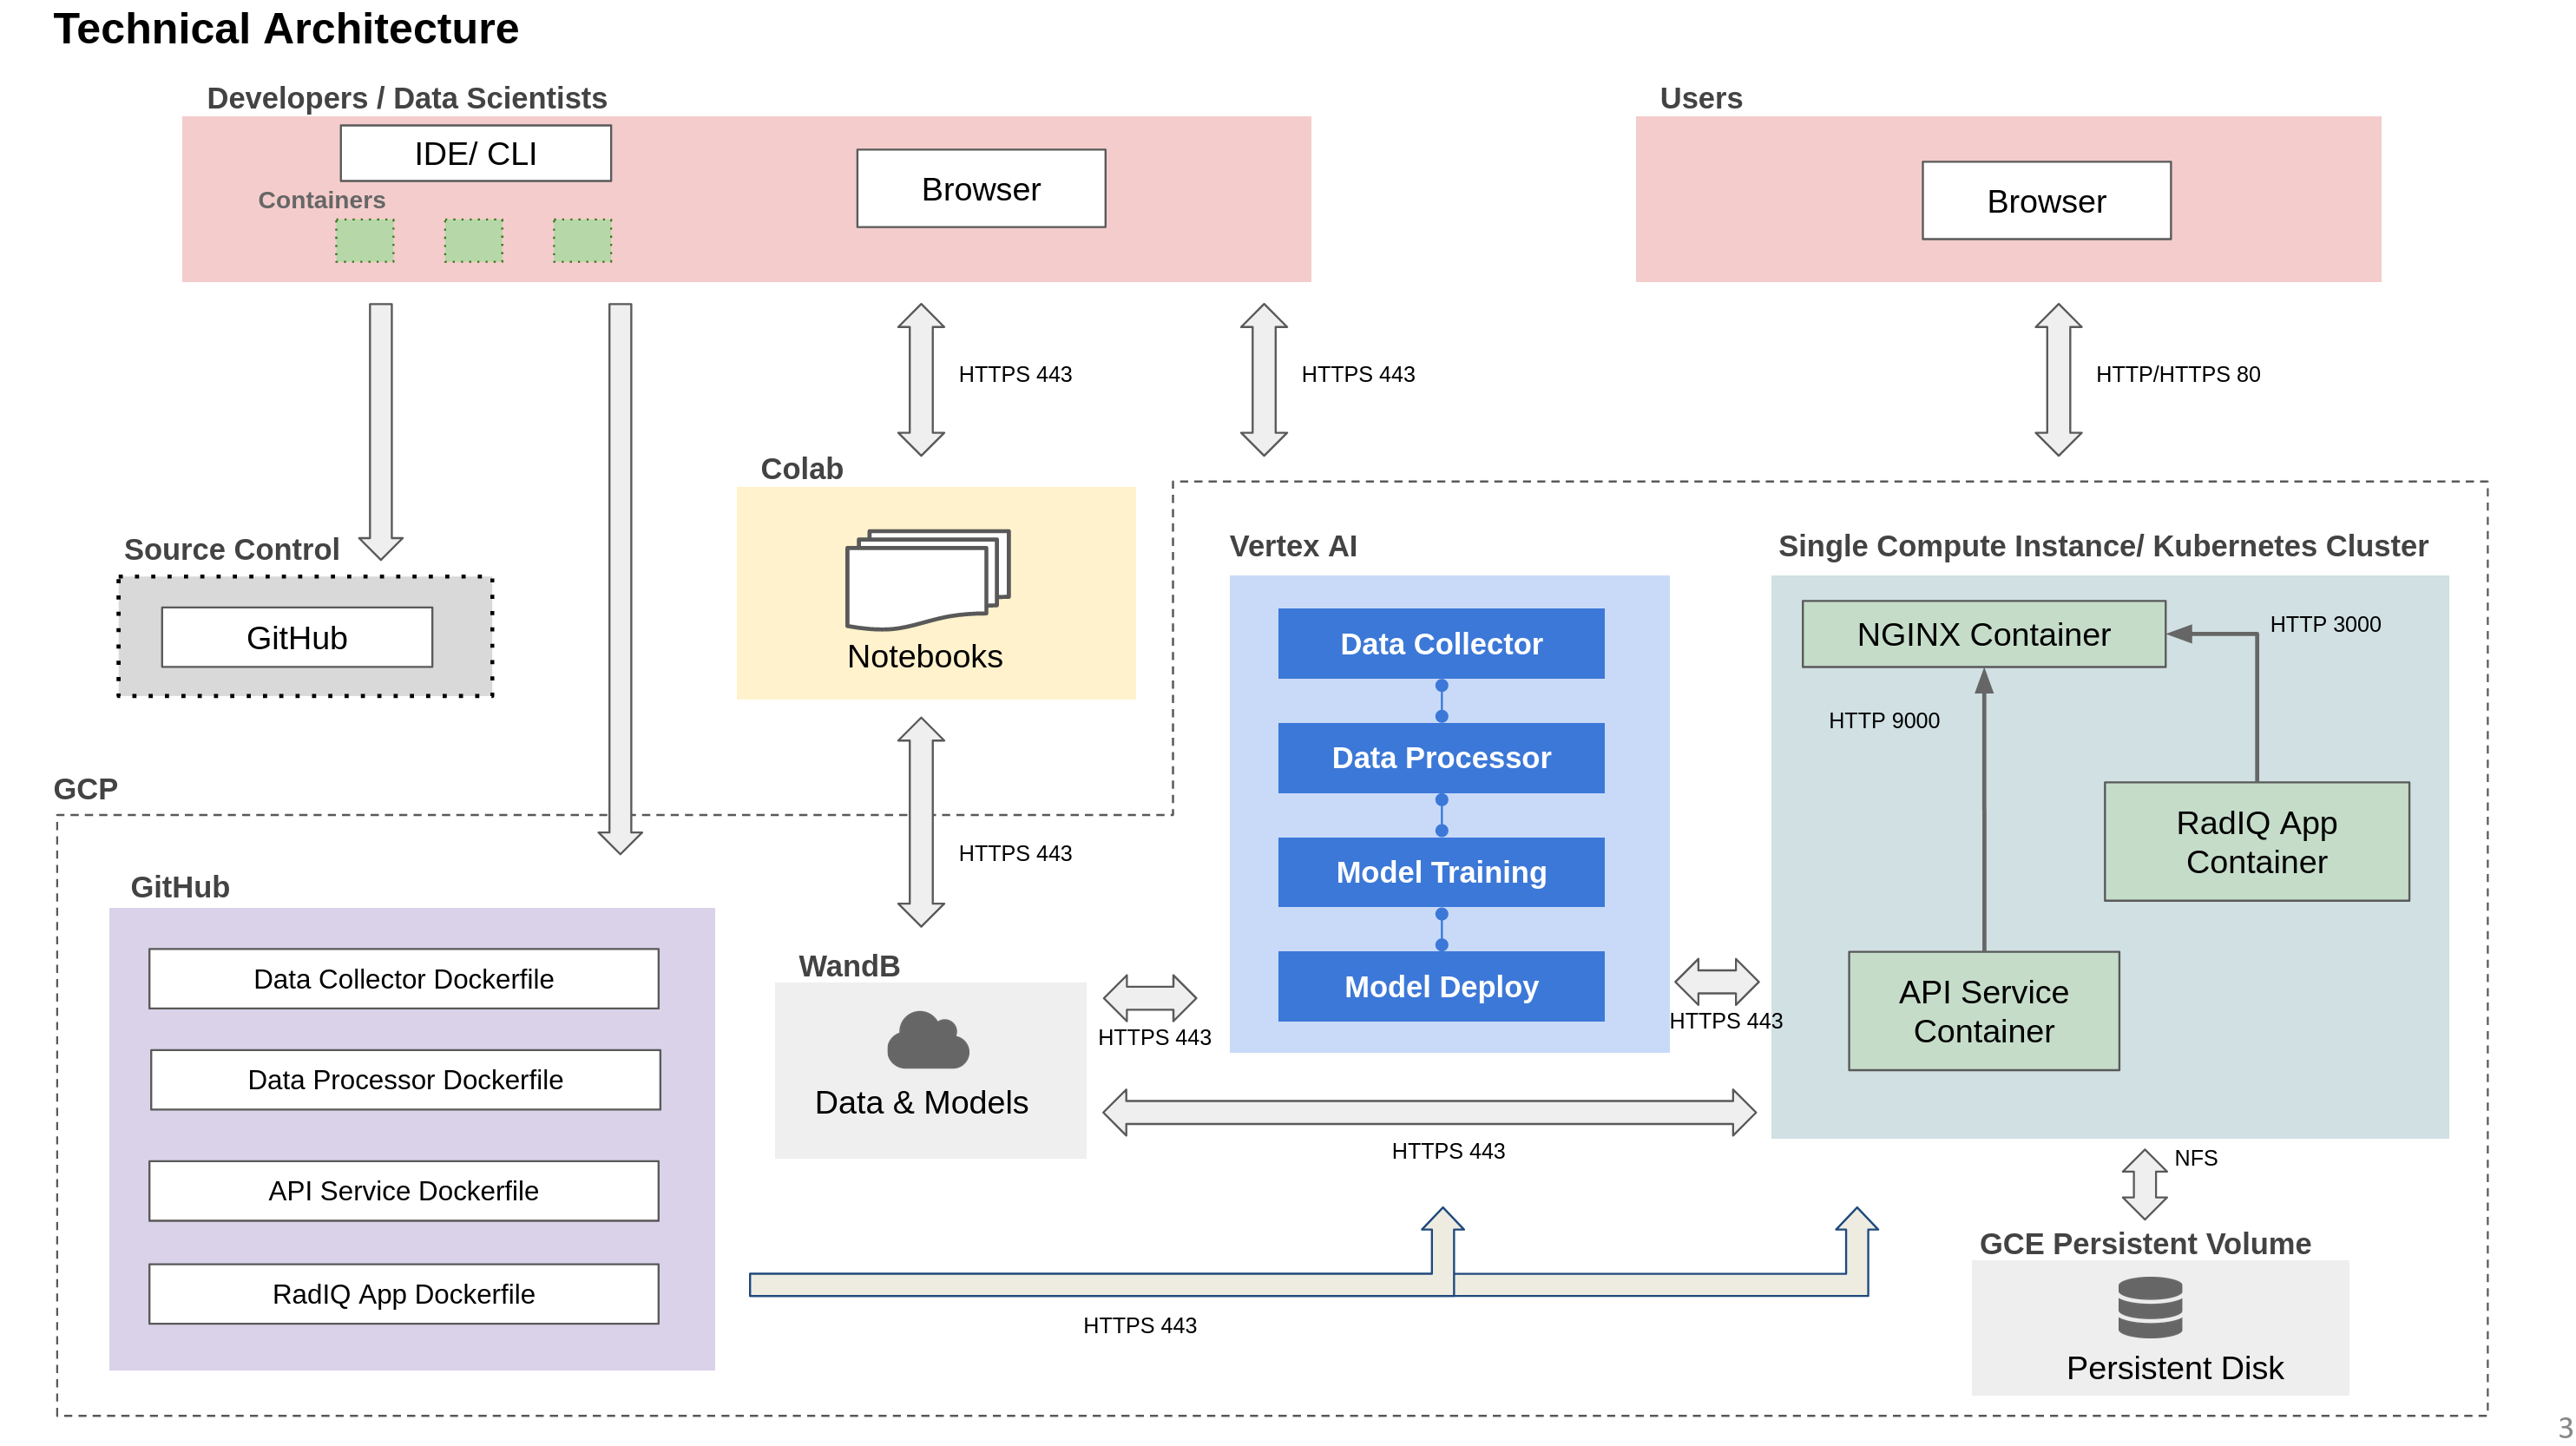 Technical Architecture
Developers / Data Scientists
Users
IDE/ CLI
Containers
Browser
Browser
HTTPS 443
HTTPS 443
HTTP/HTTPS 80
Colab
Notebooks
Source Control
GitHub
Vertex AI
Data Collector
Data Processor
Model Training
Model Deploy
Single Compute Instance/ Kubernetes Cluster
NGINX Container
HTTP 3000
HTTP 9000
RadIQ App
Container
API Service
Container
GCP
HTTPS 443
GitHub
Data Collector Dockerfile
Data Processor Dockerfile
API Service Dockerfile
RadIQ App Dockerfile
WandB
Data & Models
HTTPS 443
HTTPS 443
HTTPS 443
NFS
GCE Persistent Volume
Persistent Disk
HTTPS 443
3